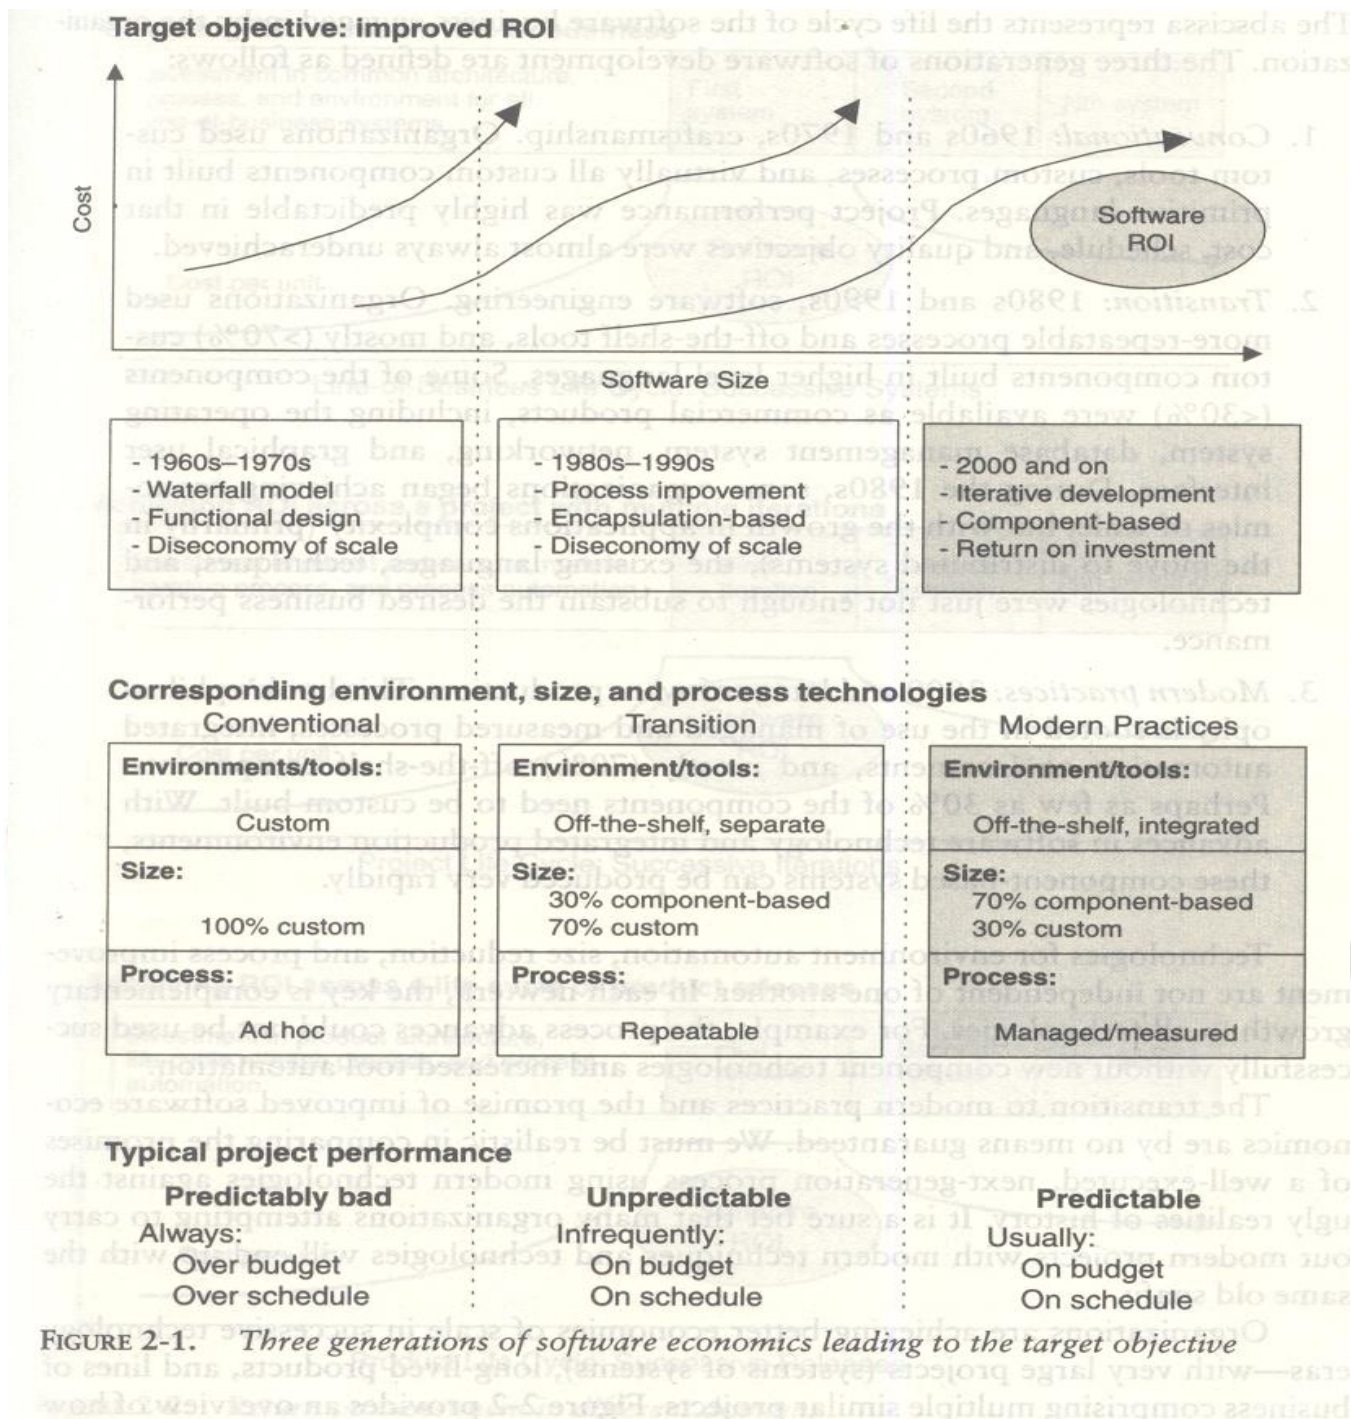 Target objective: Improved ROI
Cost
Software
ROI
Software Size
- 1960s–1970s
- Waterfall model
- Functional design
- Diseconomy of scale
- 1980s–1990s
- Process impovement
- Encapsulation-based
- Diseconomy of scale
- 2000 and on
- Iterative development
- Component-based
- Return on investment
Corresponding environment, size, and process technologies
Conventional
Environments/tools:
Custom
Size:
100% custom
Process:
Ad hoc
Transition
Environment/tools:
Off-the-shelf, separate
Size:
30% component-based
70% custom
Process:
Repeatable
Modern Practices
Environment/tools:
Off-the-shelf, integrated
Size:
70% component-based
30% custom
Process:
Managed/measured
Typical project performance
Predictably bad
Always:
Over budget
Over schedule
Unpredictable
Infrequently:
On budget
On schedule
Predictable
Usually:
On budget
On schedule
FIGURE 2-1. Three generations of software economics leading to the target objective